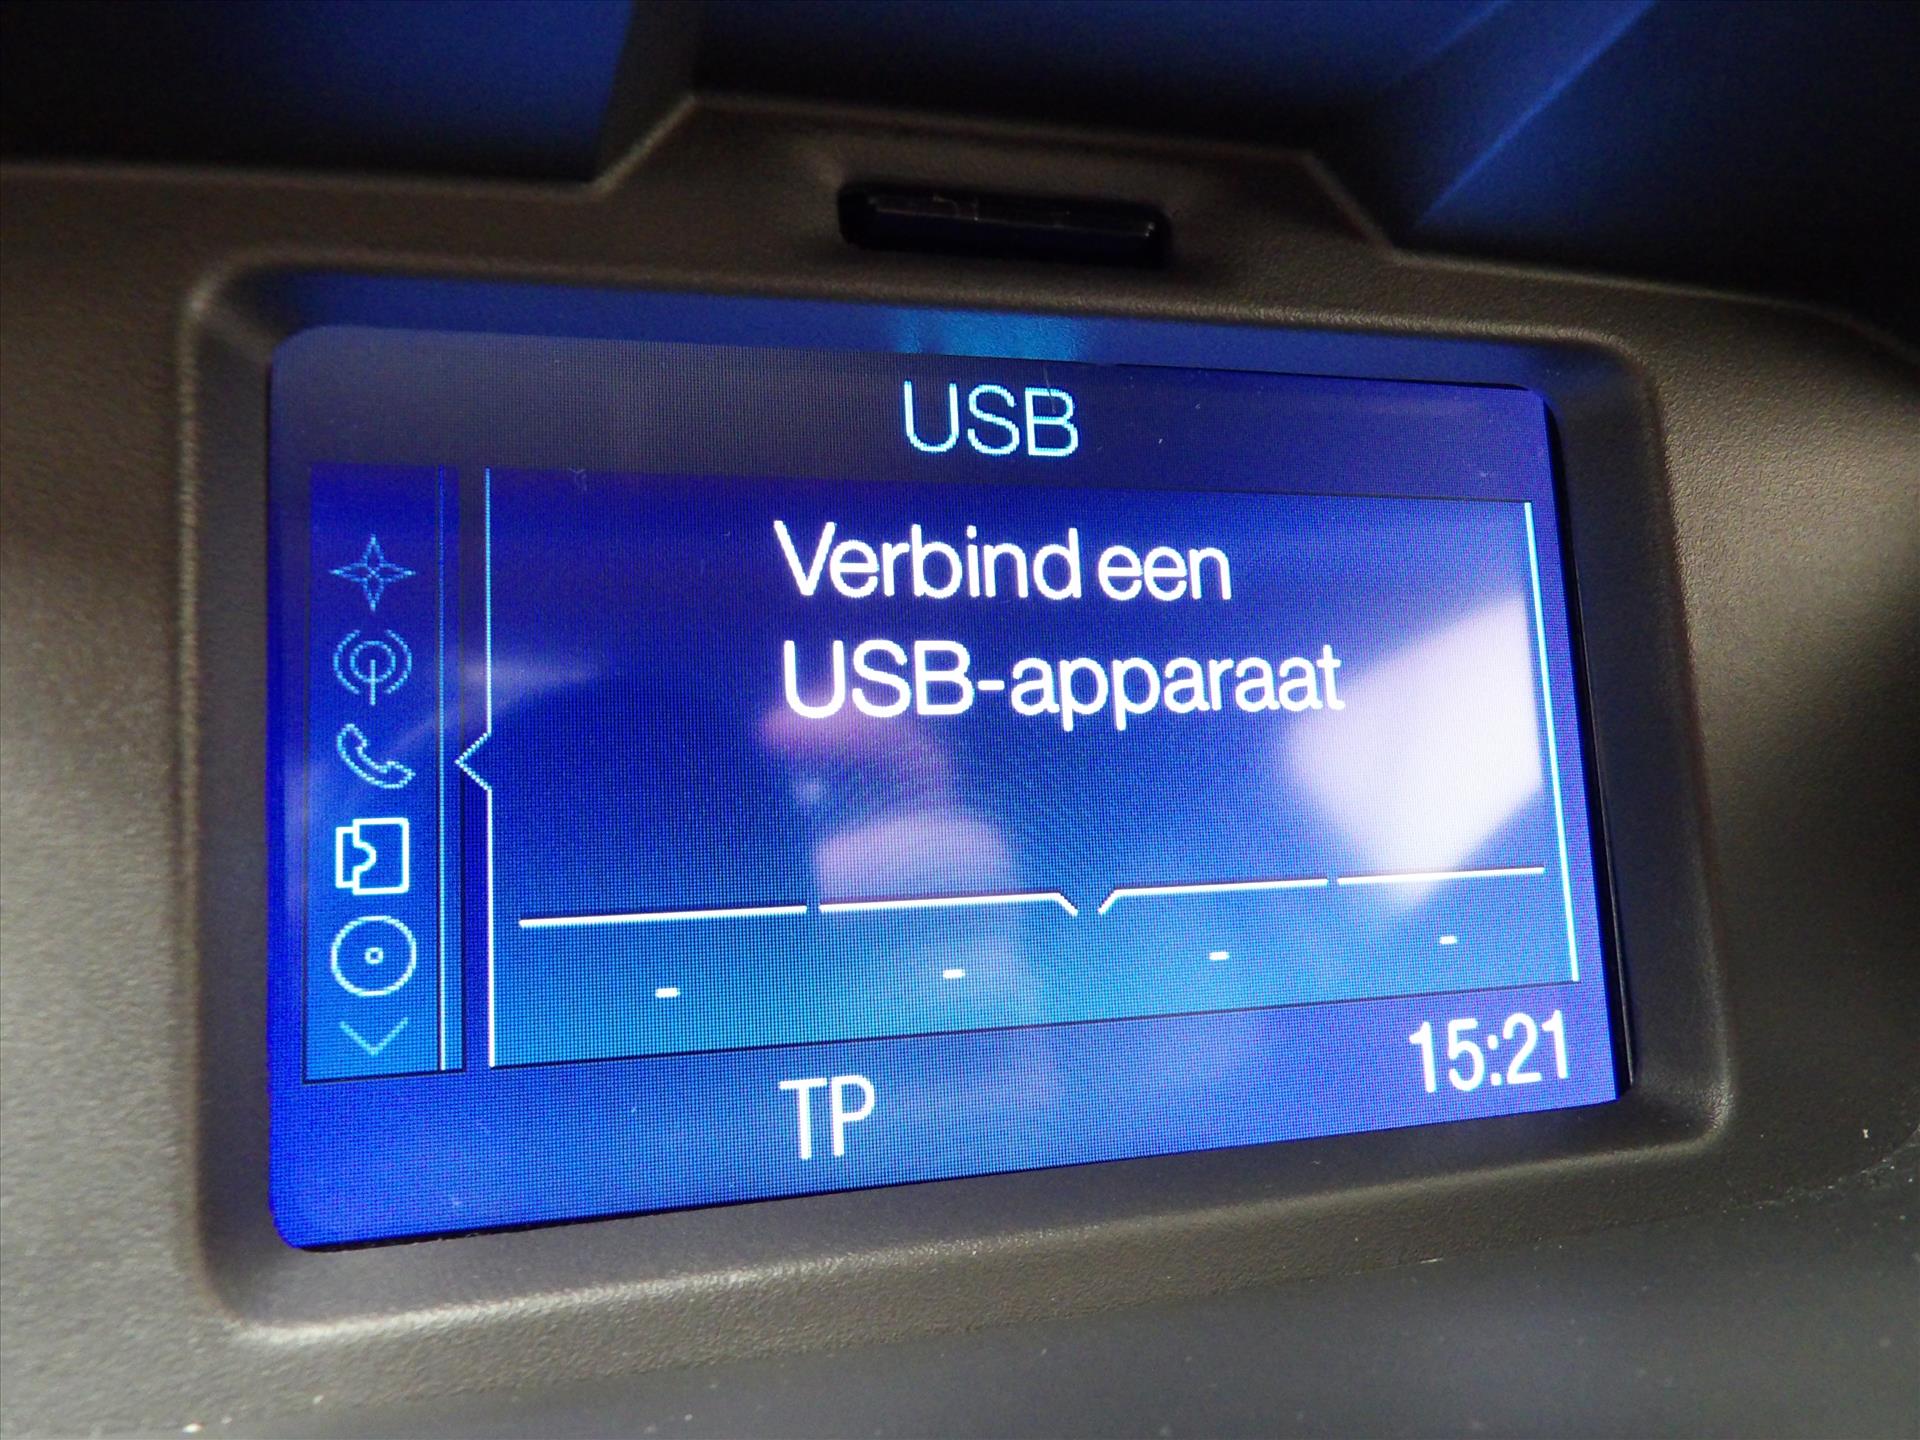 USB
Verbind een
USB-apparaat
- - - -
TP 15:21